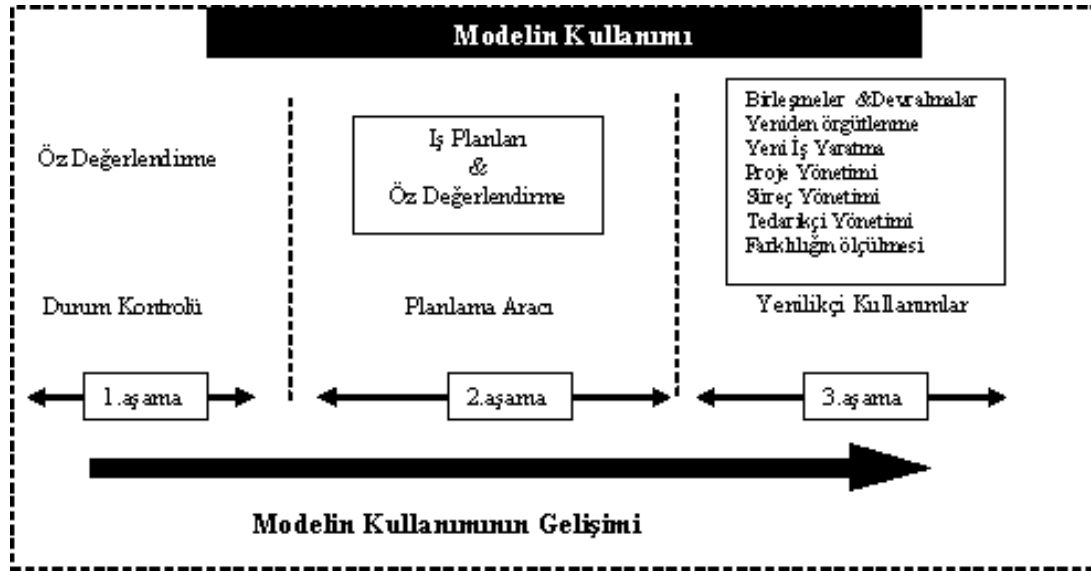 Modelin Kullanımı
Öz Değerlendirme
Durum Kontrolü
1.aşama
İş Planları
&
Öz Değerlendirme
Planlama Aracı
2.aşama
Birleşmeler &Devralmalar
Yeniden örgütlenme
Yeni İş Yaratma
Proje Yönetimi
Süreç Yönetimi
Tedarikçi Yönetimi
Farklılığın ölçülmesi
Yenilikçi Kullanımlar
3.aşama
Modelin Kullanımının Gelişimi